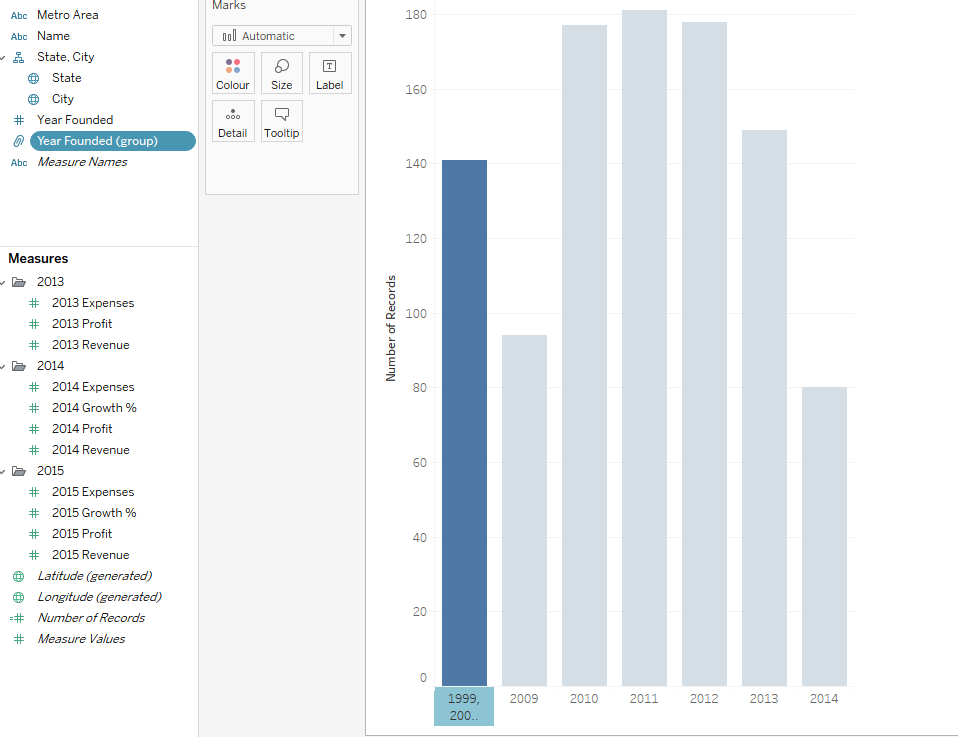 Abc Metro Area
Abc Name
State, City
State
City
# Year Founded
Year Founded (group)
Abc Measure Names
Measures
2013
# 2013 Expenses
# 2013 Profit
# 2013 Revenue
2014
# 2014 Expenses
# 2014 Growth %
# 2014 Profit
# 2014 Revenue
2015
# 2015 Expenses
# 2015 Growth %
# 2015 Profit
# 2015 Revenue
Latitude (generated)
Longitude (generated)
=# Number of Records
# Measure Values
Marks
Automatic
Colour Size Label
Detail Tooltip
Number of Records
180
160
140
120
100
80
60
40
20
0
1999,
200..
2009 2010 2011 2012 2013 2014